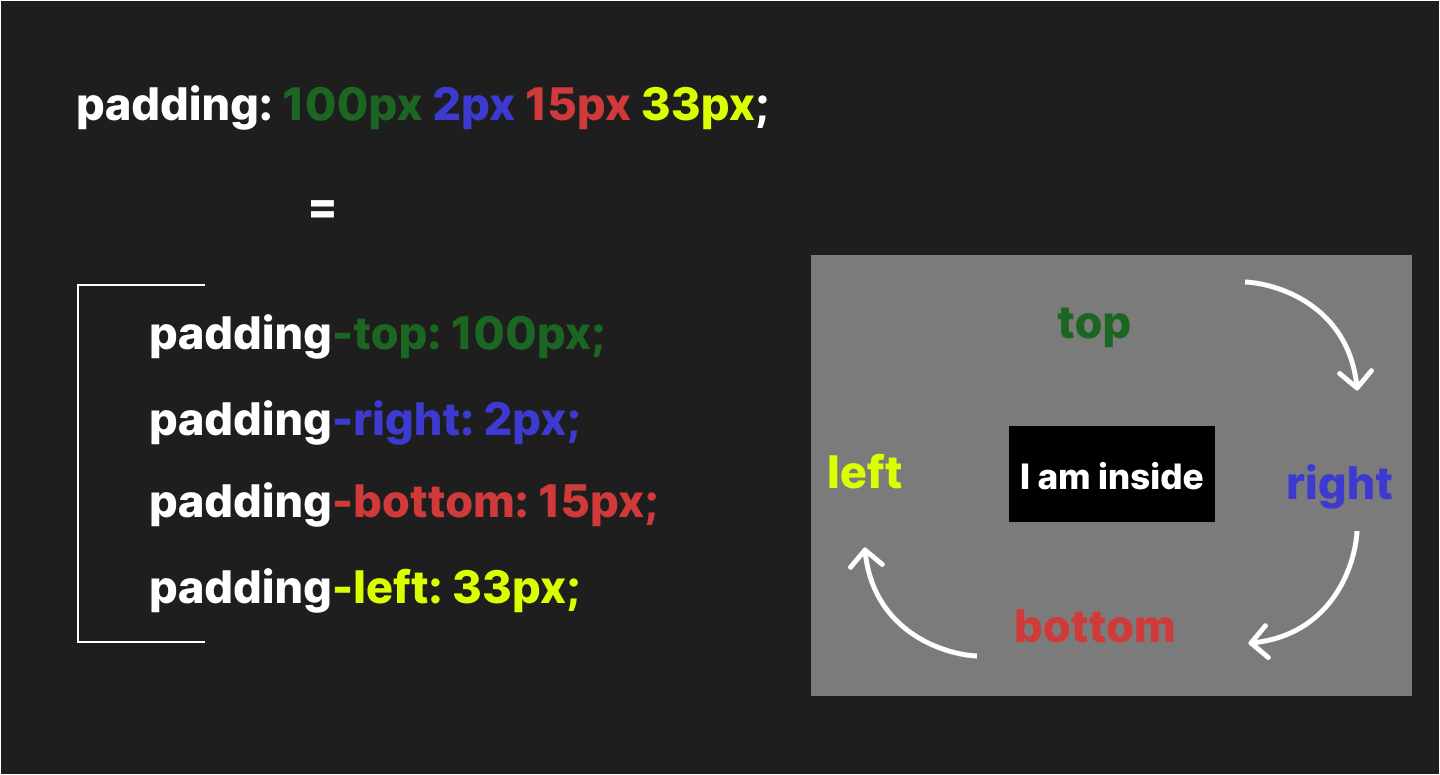 padding: 100px 2px 15px 33px;
=
padding-top: 100px;
padding-right: 2px;
padding-bottom: 15px;
padding-left: 33px;
top
left
I am inside
right
bottom